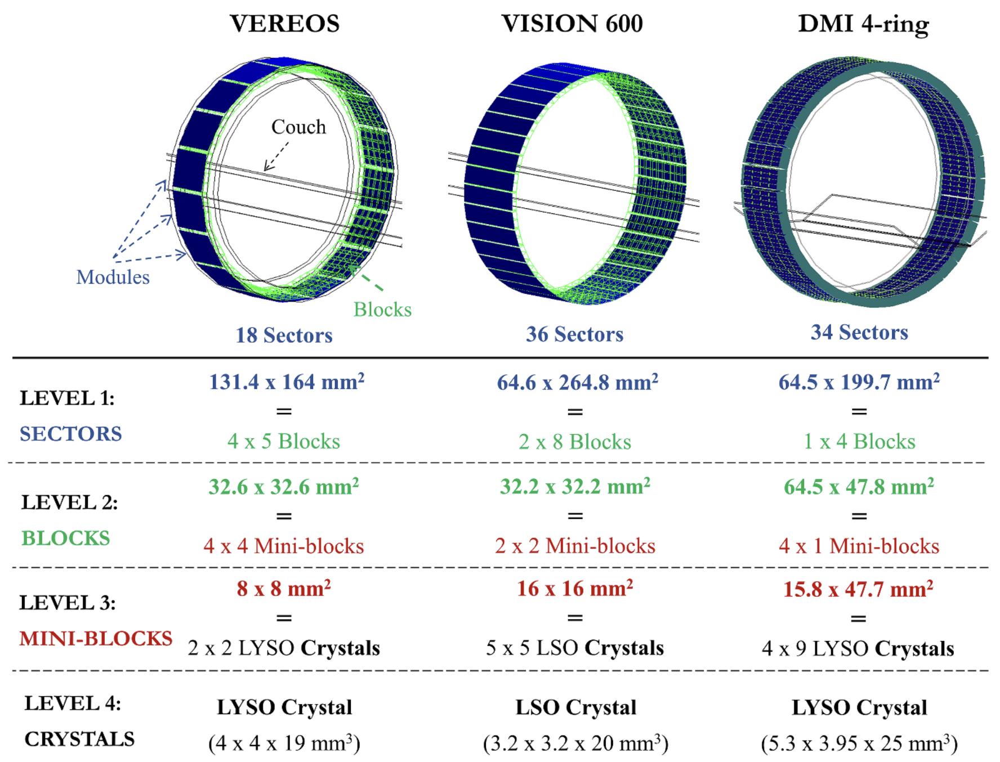 VEREOS VISION 600 DMI 4-ring
Couch
Modules
Blocks
18 Sectors 36 Sectors 34 Sectors
LEVEL 1:
SECTORS
131.4 x 164 mm² 64.6 x 264.8 mm² 64.5 x 199.7 mm²
= = =
4 x 5 Blocks 2 x 8 Blocks 1 x 4 Blocks
LEVEL 2:
BLOCKS
32.6 x 32.6 mm² 32.2 x 32.2 mm² 64.5 x 47.8 mm²
= = =
4 x 4 Mini-blocks 2 x 2 Mini-blocks 4 x 1 Mini-blocks
LEVEL 3:
MINI-BLOCKS
8 x 8 mm² 16 x 16 mm² 15.8 x 47.7 mm²
= = =
2 x 2 LYSO Crystals 5 x 5 LSO Crystals 4 x 9 LYSO Crystals
LEVEL 4:
CRYSTALS
LYSO Crystal LSO Crystal LYSO Crystal
(4 x 4 x 19 mm³) (3.2 x 3.2 x 20 mm³) (5.3 x 3.95 x 25 mm³)